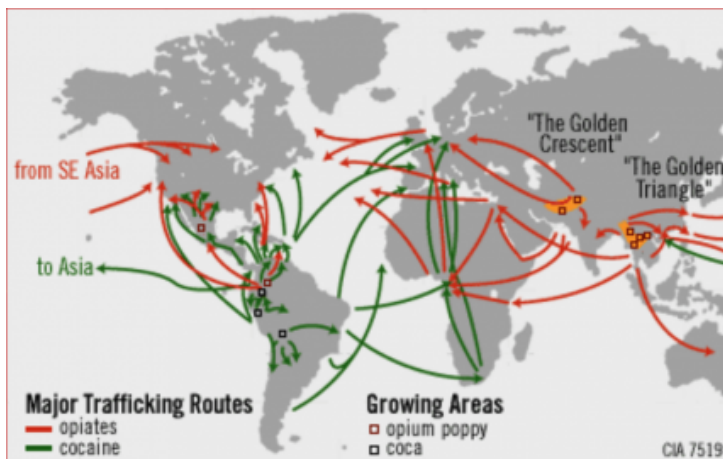 "The Golden
Crescent"
"The Golden
Triangle"
from SE Asia
to Asia
Major Trafficking Routes
opiates
cocaine
Growing Areas
opium poppy
coca
CIA 7519